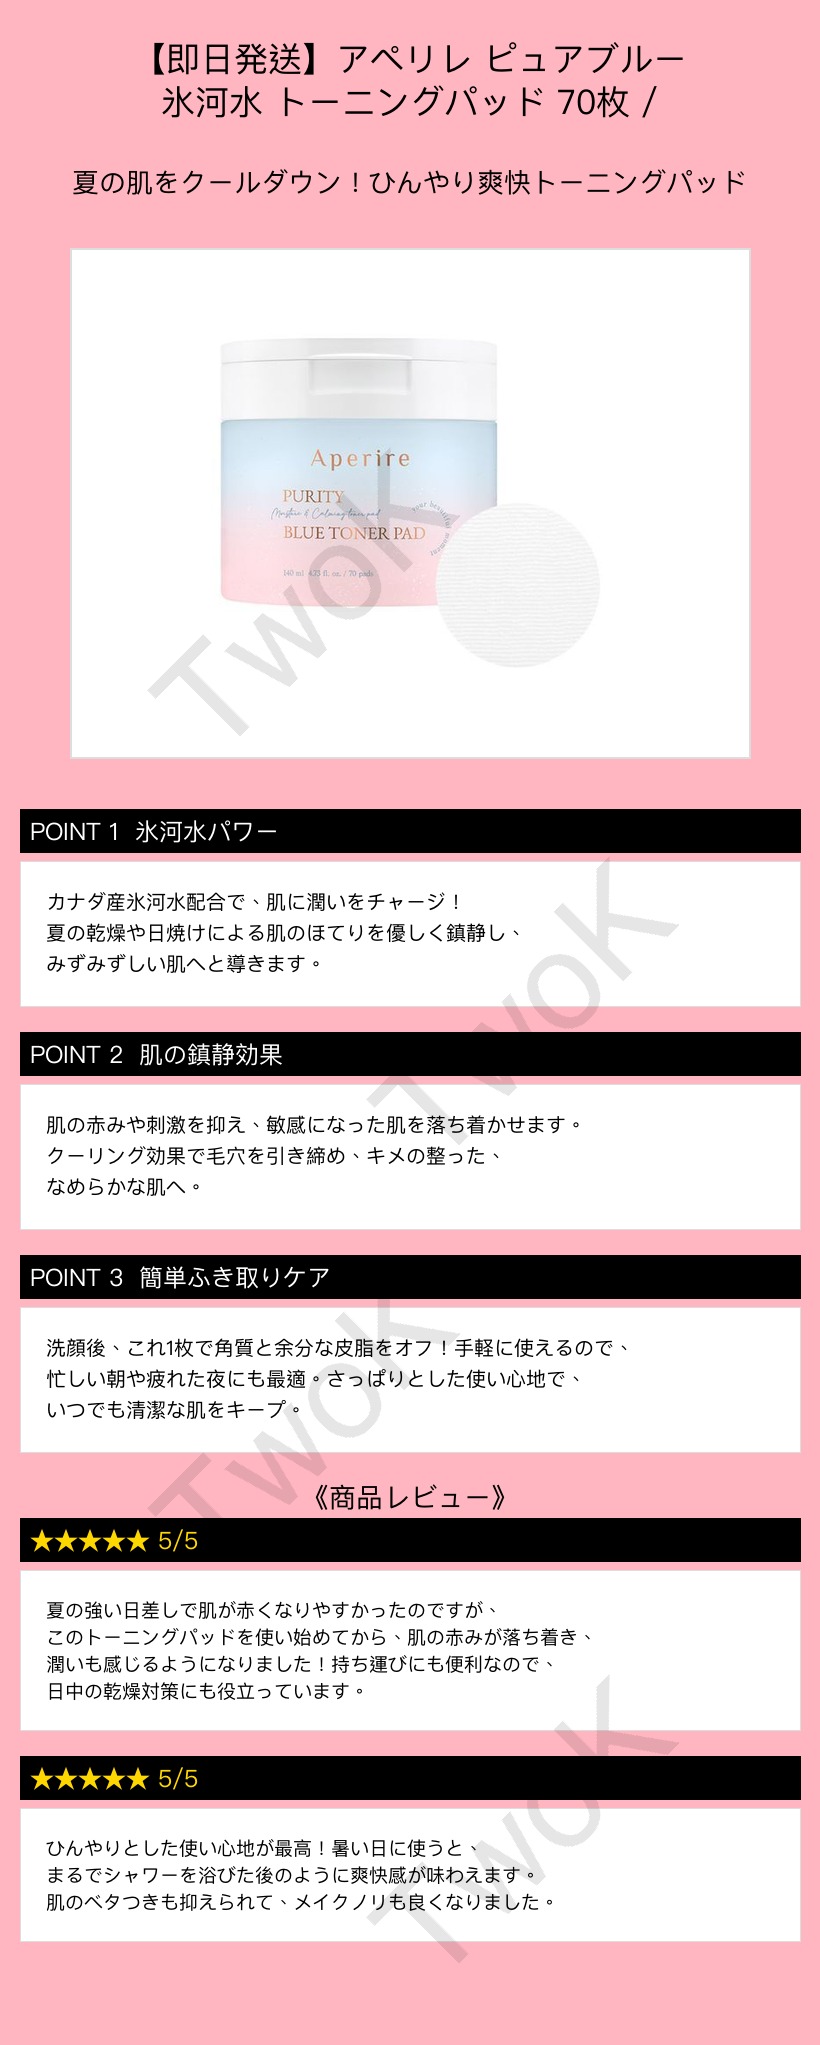 【即日発送】アペリレ ピュアブルー
氷河水 トーニングパッド 70枚 /
夏の肌をクールダウン！ひんやり爽快トーニングパッド
Aperire
PURITY
Moisture & Calming toner pad
BLUE TONER PAD
your beautiful moment
140 ml 4.73 fl. oz. / 70 pads
TwoK
POINT 1 氷河水パワー
カナダ産氷河水配合で、肌に潤いをチャージ！
夏の乾燥や日焼けによる肌のほてりを優しく鎮静し、
みずみずしい肌へと導きます。
TwoK
POINT 2 肌の鎮静効果
肌の赤みや刺激を抑え、敏感になった肌を落ち着かせます。
クーリング効果で毛穴を引き締め、キメの整った、
なめらかな肌へ。
POINT 3 簡単ふき取りケア
洗顔後、これ1枚で角質と余分な皮脂をオフ！手軽に使えるので、
忙しい朝や疲れた夜にも最適。さっぱりとした使い心地で、
いつでも清潔な肌をキープ。
TwoK
《商品レビュー》
★★★★★ 5/5
夏の強い日差しで肌が赤くなりやすかったのですが、
このトーニングパッドを使い始めてから、肌の赤みが落ち着き、
潤いも感じるようになりました！持ち運びにも便利なので、
日中の乾燥対策にも役立っています。
★★★★★ 5/5
ひんやりとした使い心地が最高！暑い日に使うと、
まるでシャワーを浴びた後のように爽快感が味わえます。
肌のベタつきも抑えられて、メイクノリも良くなりました。
TwoK